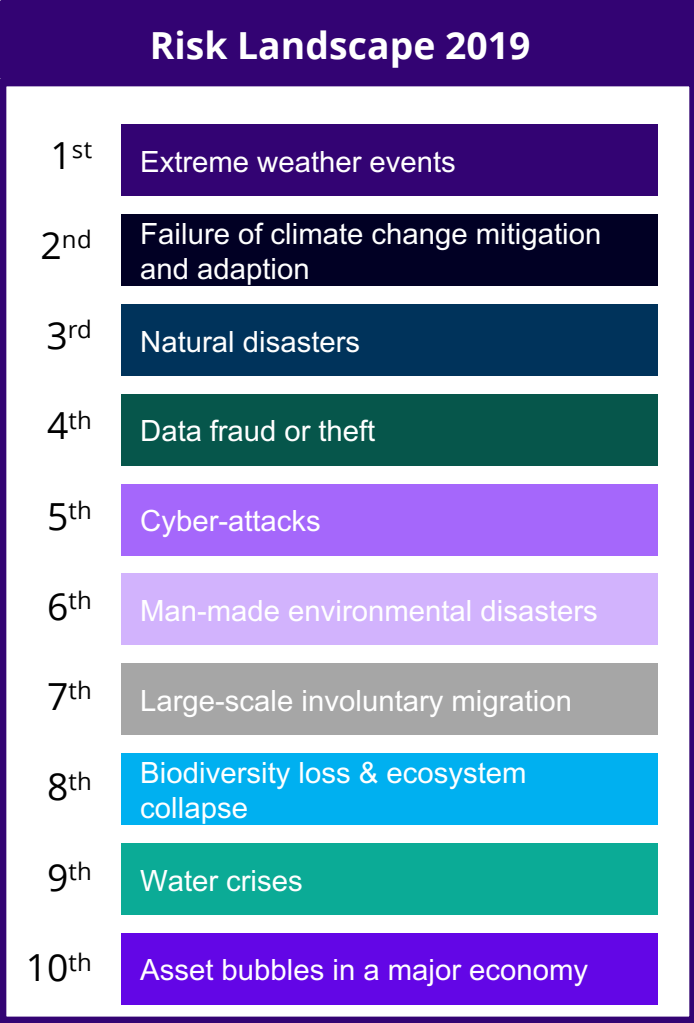 Risk Landscape 2019
1st
Extreme weather events
2nd
Failure of climate change mitigation
and adaption
3rd
Natural disasters
4th
Data fraud or theft
5th
Cyber-attacks
6th
Man-made environmental disasters
7th
Large-scale involuntary migration
8th
Biodiversity loss & ecosystem
collapse
9th
Water crises
10th
Asset bubbles in a major economy